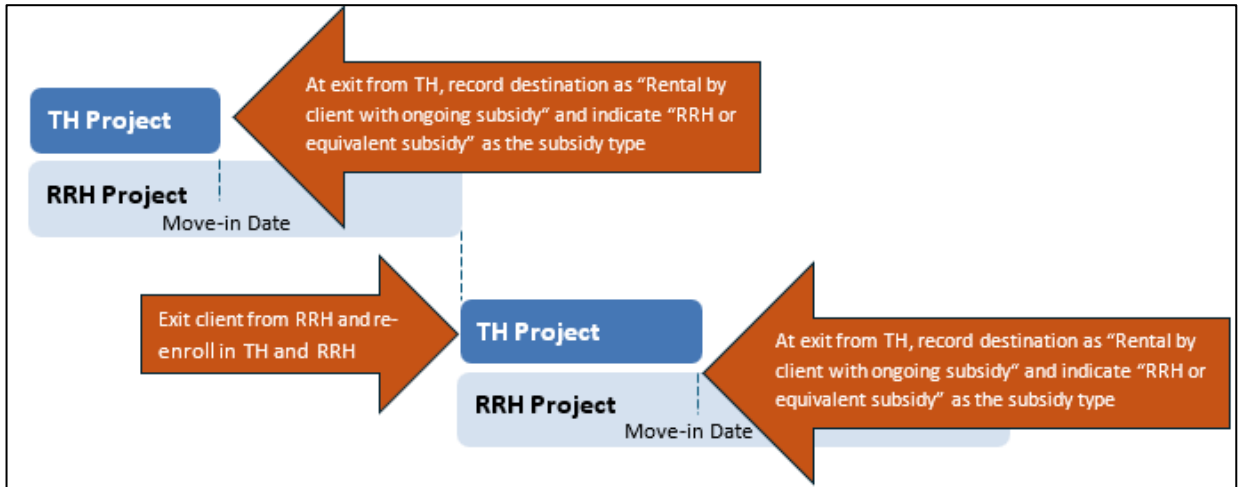 At exit from TH, record destination as “Rental by
client with ongoing subsidy” and indicate “RRH or
equivalent subsidy” as the subsidy type
TH Project
RRH Project
Move-in Date
Exit client from RRH and re-
enroll in TH and RRH
TH Project
At exit from TH, record destination as “Rental by
client with ongoing subsidy” and indicate “RRH or
equivalent subsidy” as the subsidy type
RRH Project
Move-in Date